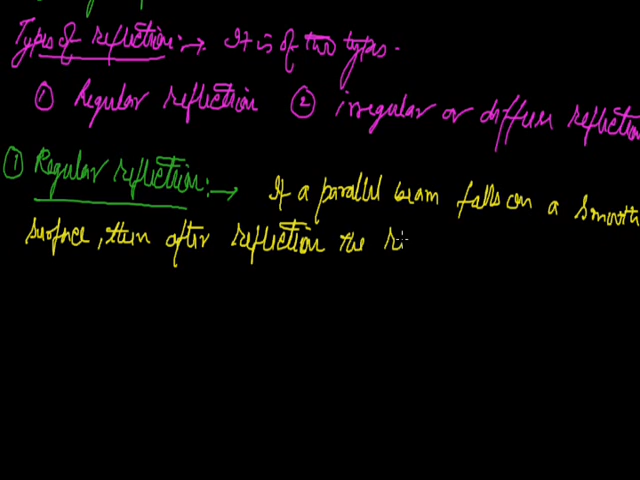 Types of reflection:→ It is of two types.
① Regular reflection ② irregular or diffuse reflection
① Regular reflection:→ If a parallel beam falls on a smooth
surface, then after reflection the